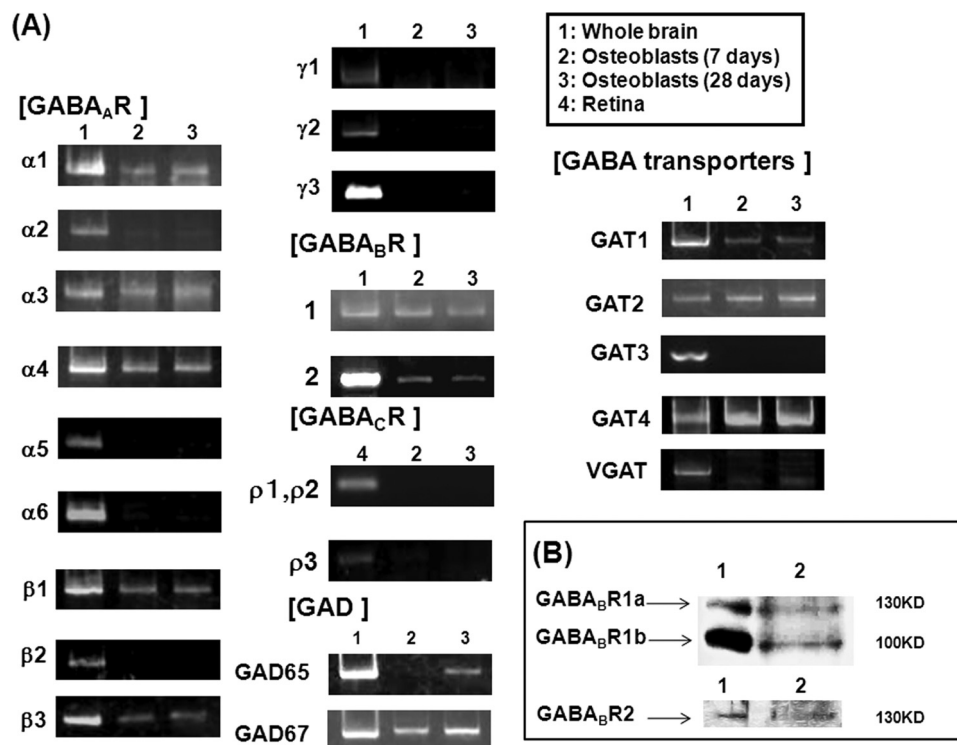 (A)
[GABAAR ]
1 2 3
α1
α2
α3
α4
α5
α6
β1
β2
β3
1 2 3
γ1
γ2
γ3
[GABABR ]
1 2 3
1
2
[GABACR ]
4 2 3
ρ1,ρ2
ρ3
[GAD ]
1 2 3
GAD65
GAD67
1: Whole brain
2: Osteoblasts (7 days)
3: Osteoblasts (28 days)
4: Retina
[GABA transporters ]
1 2 3
GAT1
GAT2
GAT3
GAT4
VGAT
(B)
1 2
GABABR1a 130KD
GABABR1b 100KD
1 2
GABABR2 130KD